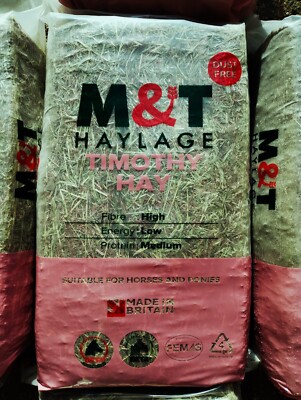 DUST
FREE
M&T
HAYLAGE
TIMOTHY
HAY
Fibre : High
Energy : Low
Protein : Medium
SUITABLE FOR HORSES AND PONIES
MADE IN
BRITAIN
M&T
M&T